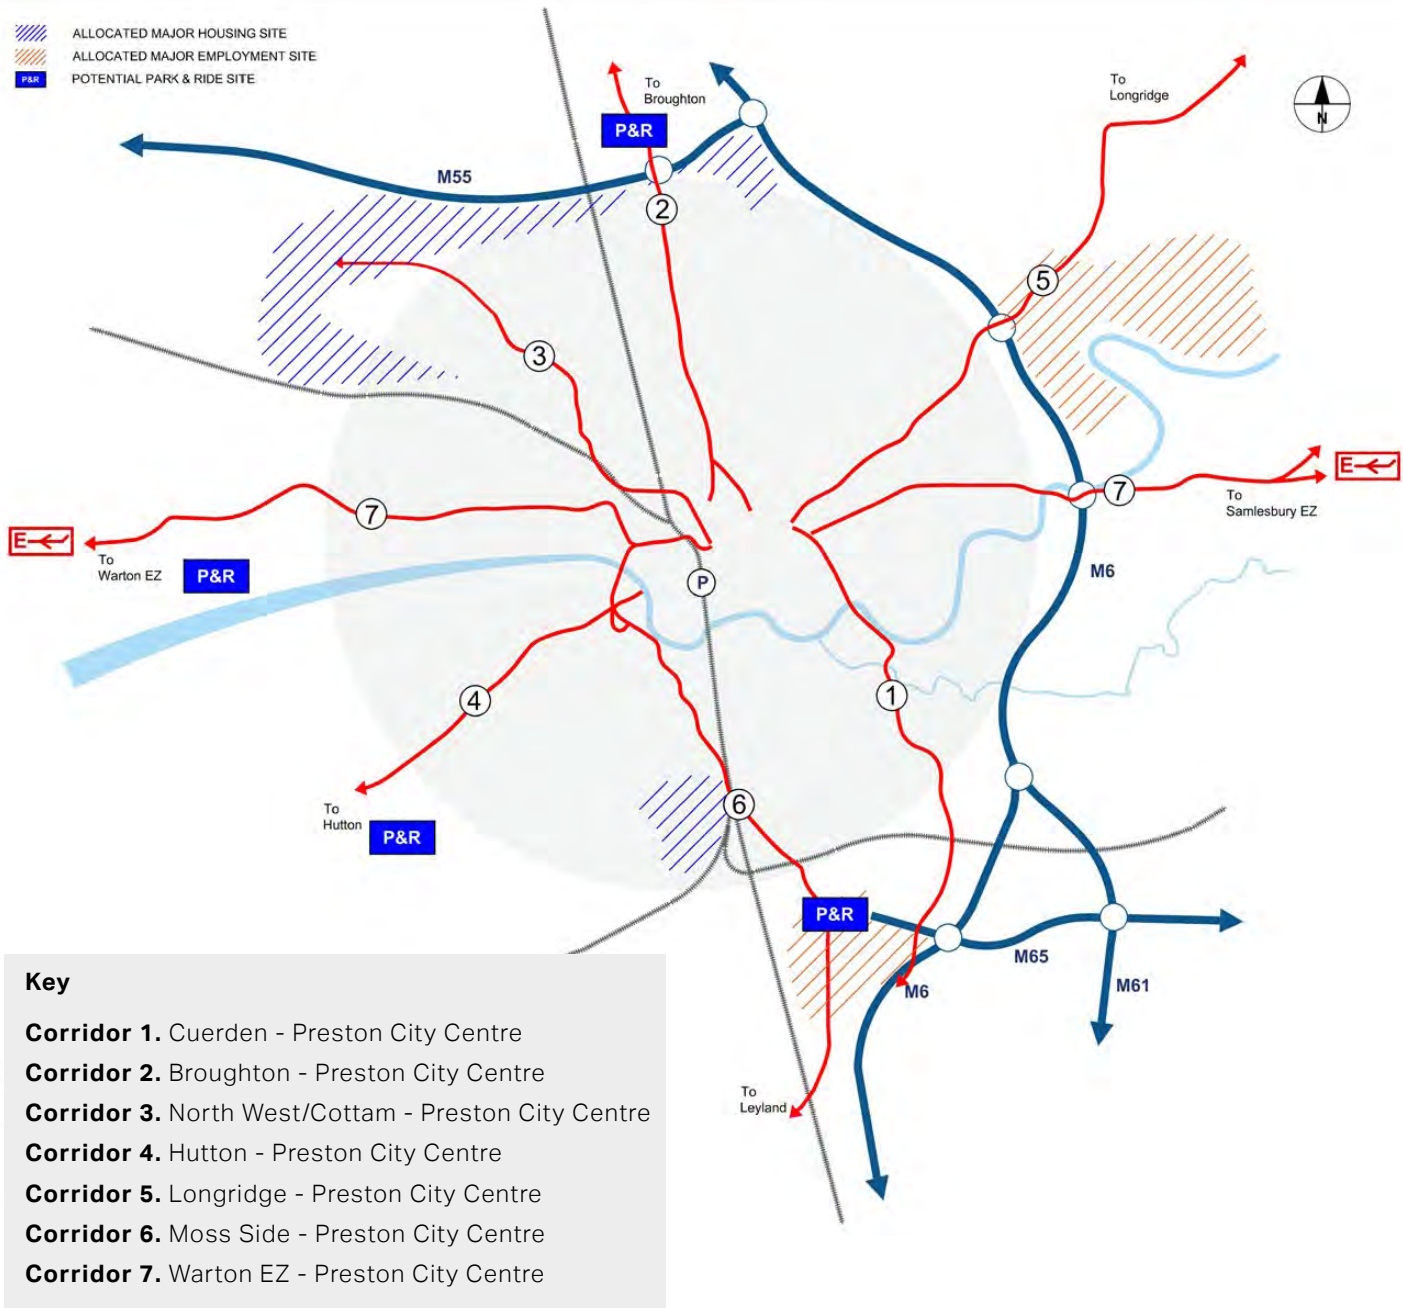 ALLOCATED MAJOR HOUSING SITE
ALLOCATED MAJOR EMPLOYMENT SITE
P&R POTENTIAL PARK & RIDE SITE
To
Broughton
P&R
To
Longridge
N
M55
2
5
3
7
E
To
Warton EZ
P&R
7
E
To
Samlesbury EZ
P
M6
4
1
To
Hutton
P&R
6
P&R
M65
M6
M61
To
Leyland
Key
Corridor 1. Cuerden - Preston City Centre
Corridor 2. Broughton - Preston City Centre
Corridor 3. North West/Cottam - Preston City Centre
Corridor 4. Hutton - Preston City Centre
Corridor 5. Longridge - Preston City Centre
Corridor 6. Moss Side - Preston City Centre
Corridor 7. Warton EZ - Preston City Centre